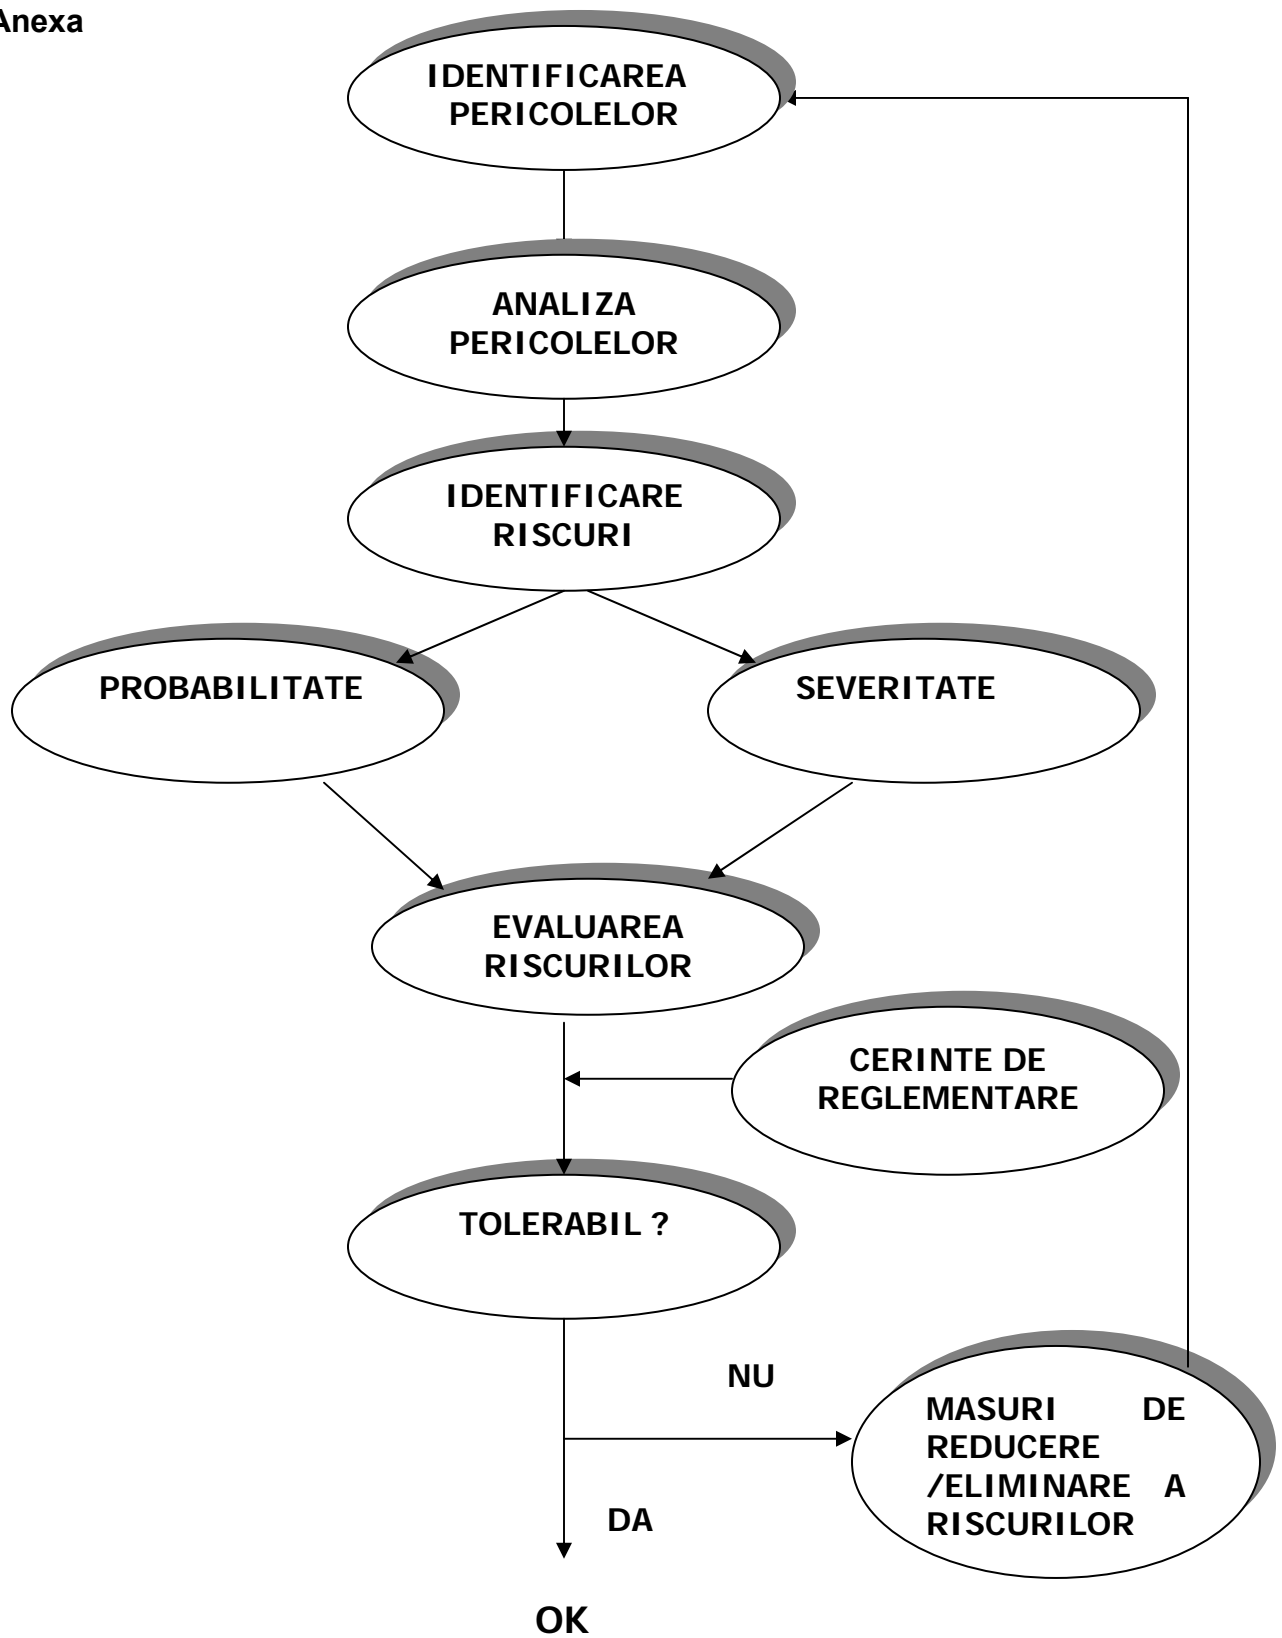 Anexa
IDENTIFICAREA
PERICOLELOR
ANALIZA
PERICOLELOR
IDENTIFICARE
RISCURI
PROBABILITATE
SEVERITATE
EVALUAREA
RISCURILOR
CERINTE DE
REGLEMENTARE
TOLERABIL ?
NU
MASURI DE
REDUCERE
/ELIMINARE A
RISCURILOR
DA
OK